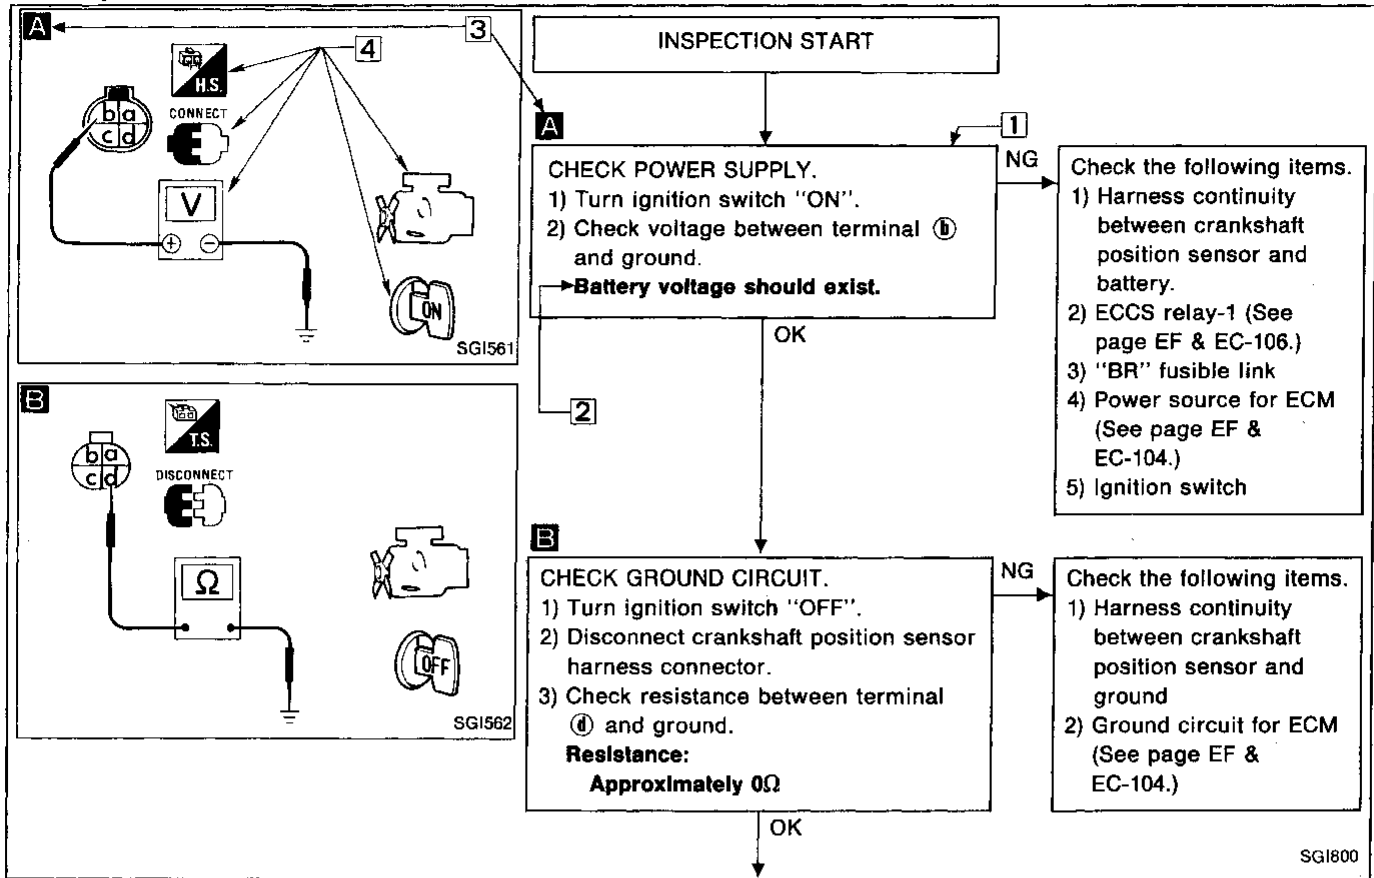 A
3
4
H.S.
CONNECT
b a
c d
V
⊕ ⊖
ON
SGI561
B
T.S.
DISCONNECT
b a
c d
Ω
OFF
SGI562
INSPECTION START
A
1
CHECK POWER SUPPLY.
1) Turn ignition switch "ON".
2) Check voltage between terminal ⓑ
and ground.
Battery voltage should exist.
2
NG
Check the following items.
1) Harness continuity
between crankshaft
position sensor and
battery.
2) ECCS relay-1 (See
page EF &
EC-106.)
3) "BR" fusible link
4) Power source for ECM
(See page EF &
EC-104.)
5) Ignition switch
OK
B
CHECK GROUND CIRCUIT.
1) Turn ignition switch "OFF".
2) Disconnect crankshaft position sensor
harness connector.
3) Check resistance between terminal
ⓓ and ground.
Resistance:
Approximately 0Ω
NG
Check the following items.
1) Harness continuity
between crankshaft
position sensor and
ground
2) Ground circuit for ECM
(See page EF &
EC-104.)
OK
SGI800